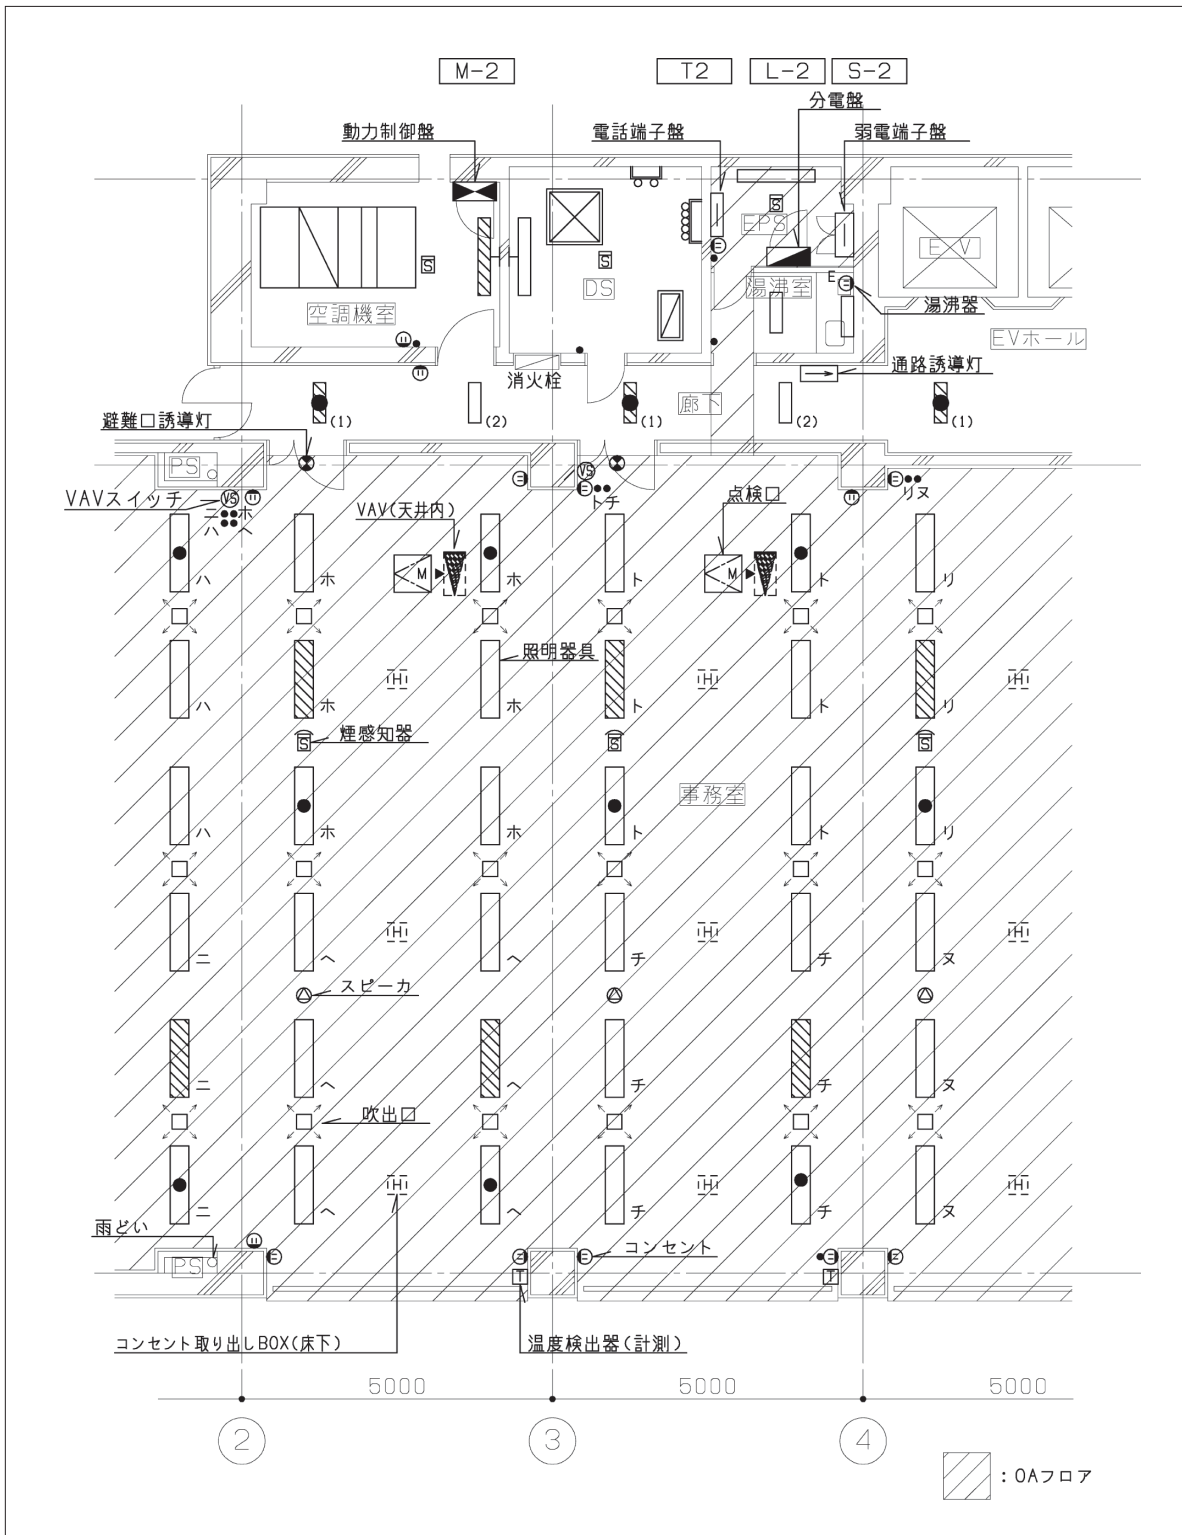 M-2 T2 L-2 S-2
分電盤
動力制御盤 電話端子盤 弱電端子盤
S
EPS
E
S S
DS
EV
E
湯沸室
湯沸器
空調機室
EVホール
消火栓 通路誘導灯
廊下
(1) (2) (1) (2) (1)
避難口誘導灯
PS
VS
VAVスイッチ VS
トチ リヌ
ニ ホ
ハ ヘ
VAV(天井内) 点検口
M M
ハ ホ ホ ト ト リ
照明器具
H H H
ハ ホ ホ ト ト リ
煙感知器
S S S
事務室
ハ ホ ホ ト ト リ
H H H
ニ ヘ ヘ チ チ ヌ
スピーカ
ニ ヘ ヘ チ チ ヌ
吹出口
H H H
ニ ヘ ヘ チ チ ヌ
雨どい
コンセント
PS
T T
コンセント取り出しBOX(床下) 温度検出器(計測)
5000 5000 5000
2 3 4
:OAフロア